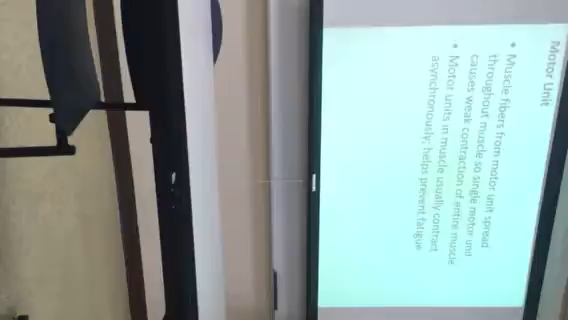 Motor Unit
• Muscle fibers from motor unit spread
throughout muscle so single motor unit
causes weak contraction of entire muscle
• Motor units in muscle usually contract
asynchronously; helps prevent fatigue